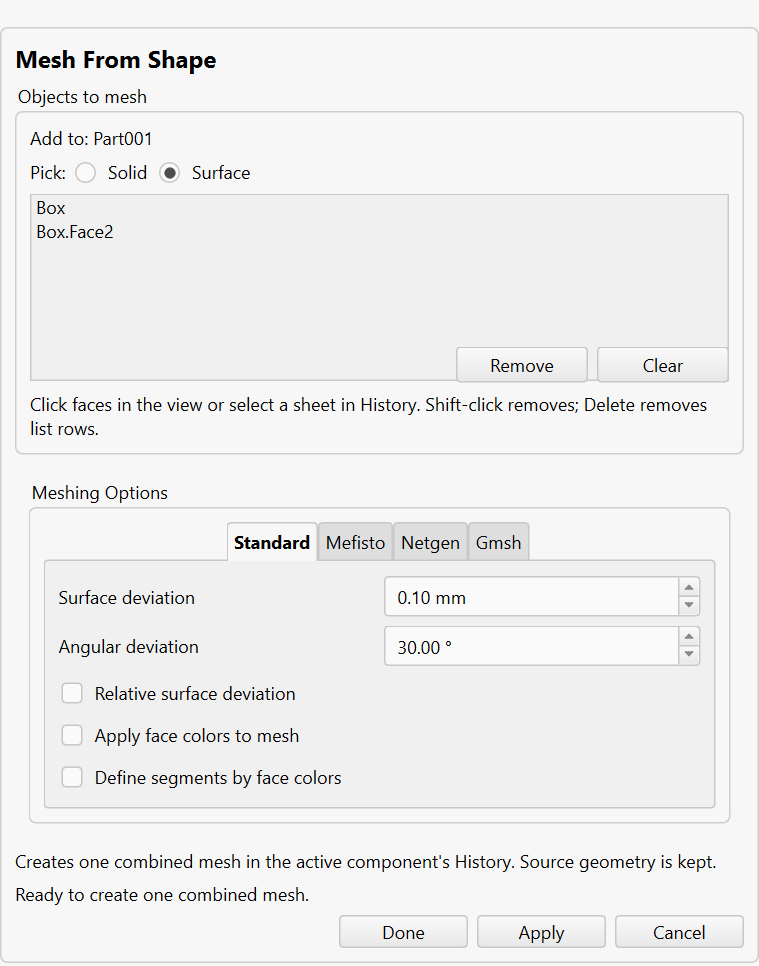 Mesh From Shape
Objects to mesh
Add to: Part001
Pick: Solid Surface
Box
Box.Face2
Remove Clear
Click faces in the view or select a sheet in History. Shift-click removes; Delete removes
list rows.
Meshing Options
Standard Mefisto Netgen Gmsh
Surface deviation 0.10 mm
Angular deviation 30.00 °
Relative surface deviation
Apply face colors to mesh
Define segments by face colors
Creates one combined mesh in the active component's History. Source geometry is kept.
Ready to create one combined mesh.
Done Apply Cancel